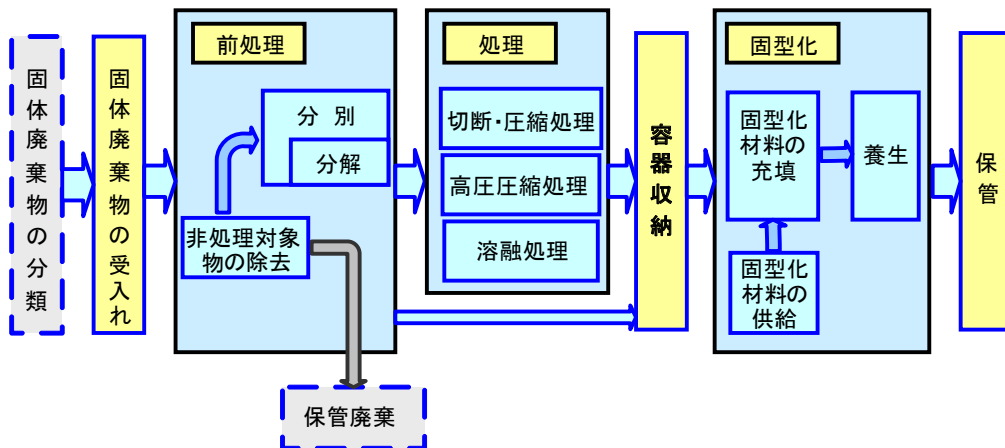 固体廃棄物の分類
固体廃棄物の受入れ
前処理
分 別
分解
非処理対象
物の除去
保管廃棄
処理
切断・圧縮処理
高圧圧縮処理
溶融処理
容器収納
固型化
固型化
材料の
充填
養生
固型化
材料の
供給
保管